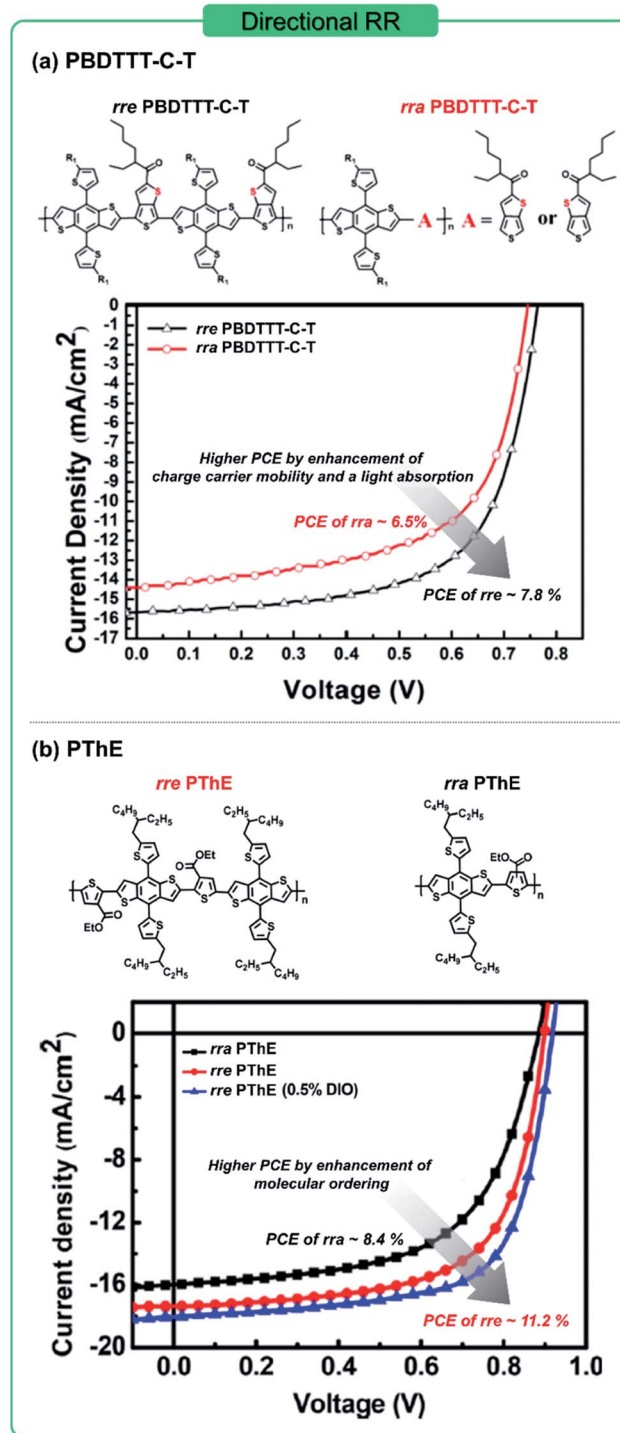 Directional RR
(a) PBDTTT-C-T
rre PBDTTT-C-T
rra PBDTTT-C-T
R1
R1
S
S
S
S
S
S
S
S
S
S
S
S
O
O
n
R1
R1
R1
S
S
S
S
A
n
R1
A =
O
S
S
or
O
S
S
rre PBDTTT-C-T
rra PBDTTT-C-T
Higher PCE by enhancement of
charge carrier mobility and a light absorption
PCE of rra ~ 6.5%
PCE of rre ~ 7.8 %
0
-1
-2
-3
-4
-5
-6
-7
-8
-9
-10
-11
-12
-13
-14
-15
-16
-17
Current Density (mA/cm2)
0.0 0.1 0.2 0.3 0.4 0.5 0.6 0.7 0.8
Voltage (V)
(b) PThE
rre PThE
rra PThE
C4H9
C2H5
C2H5
C4H9
S
O
OEt
EtO
O
n
C4H9
C2H5
C2H5
C4H9
C4H9
C2H5
EtO
O
S
n
C4H9
C2H5
rra PThE
rre PThE
rre PThE (0.5% DIO)
Higher PCE by enhancement of
molecular ordering
PCE of rra ~ 8.4 %
PCE of rre ~ 11.2 %
0
-4
-8
-12
-16
-20
Current density (mA/cm2)
0.0 0.2 0.4 0.6 0.8 1.0
Voltage (V)